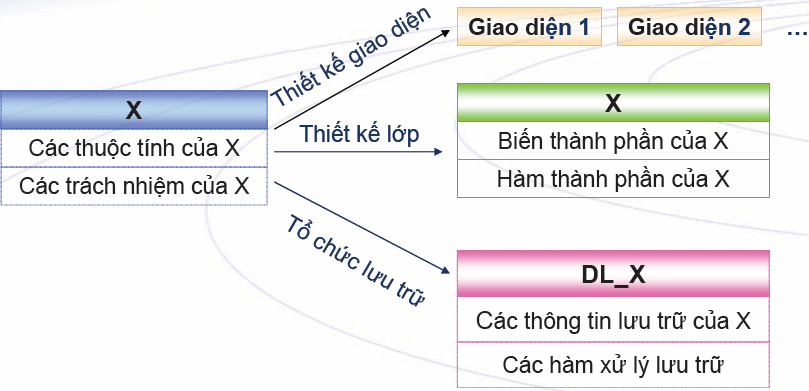 Giao diện 1
Giao diện 2
...
Thiết kế giao diện
X
Các thuộc tính của X
Các trách nhiệm của X
Thiết kế lớp
X
Biến thành phần của X
Hàm thành phần của X
Tổ chức lưu trữ
DL_X
Các thông tin lưu trữ của X
Các hàm xử lý lưu trữ